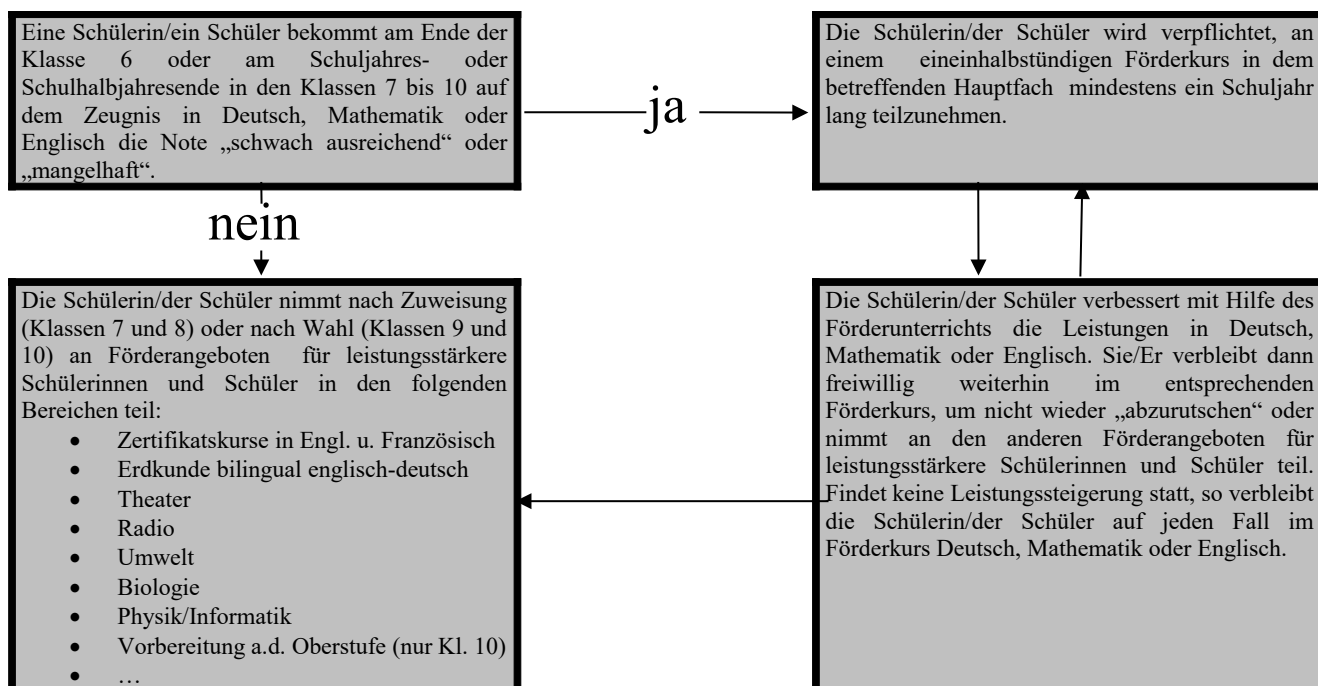 Eine Schülerin/ein Schüler bekommt am Ende der
Klasse 6 oder am Schuljahres- oder
Schulhalbjahresende in den Klassen 7 bis 10 auf
dem Zeugnis in Deutsch, Mathematik oder
Englisch die Note „schwach ausreichend“ oder
„mangelhaft“.
ja
Die Schülerin/der Schüler wird verpflichtet, an
einem eineinhalbstündigen Förderkurs in dem
betreffenden Hauptfach mindestens ein Schuljahr
lang teilzunehmen.
nein
Die Schülerin/der Schüler nimmt nach Zuweisung
(Klassen 7 und 8) oder nach Wahl (Klassen 9 und
10) an Förderangeboten für leistungsstärkere
Schülerinnen und Schüler in den folgenden
Bereichen teil:
• Zertifikatskurse in Engl. u. Französisch
• Erdkunde bilingual englisch-deutsch
• Theater
• Radio
• Umwelt
• Biologie
• Physik/Informatik
• Vorbereitung a.d. Oberstufe (nur Kl. 10)
• …
Die Schülerin/der Schüler verbessert mit Hilfe des
Förderunterrichts die Leistungen in Deutsch,
Mathematik oder Englisch. Sie/Er verbleibt dann
freiwillig weiterhin im entsprechenden
Förderkurs, um nicht wieder „abzurutschen“ oder
nimmt an den anderen Förderangeboten für
leistungsstärkere Schülerinnen und Schüler teil.
Findet keine Leistungssteigerung statt, so verbleibt
die Schülerin/der Schüler auf jeden Fall im
Förderkurs Deutsch, Mathematik oder Englisch.